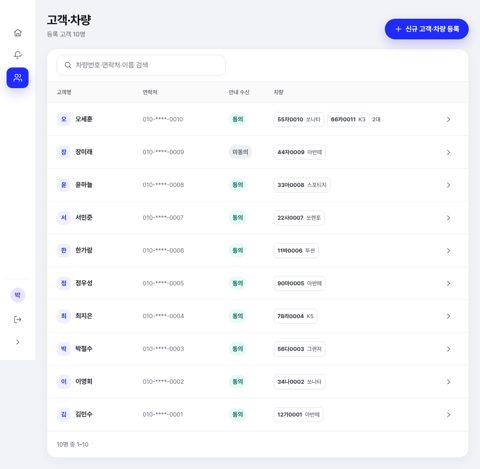 고객·차량
등록 고객 10명
신규 고객·차량 등록
차량번호·연락처·이름 검색
고객명 연락처 안내 수신 차량
오 오세훈 010-****-0010 동의 55자0010 쏘나타 66카0011 K3 2대
장 장미래 010-****-0009 미동의 44자0009 아반떼
윤 윤하늘 010-****-0008 동의 33아0008 스포티지
서 서민준 010-****-0007 동의 22사0007 쏘렌토
한 한가람 010-****-0006 동의 11바0006 투싼
정 정우성 010-****-0005 동의 90마0005 아반떼
최 최지은 010-****-0004 동의 78라0004 K5
박 박철수 010-****-0003 동의 56다0003 그랜저
이 이영희 010-****-0002 동의 34나0002 쏘나타
김 김민수 010-****-0001 동의 12가0001 아반떼
박
10명 중 1–10